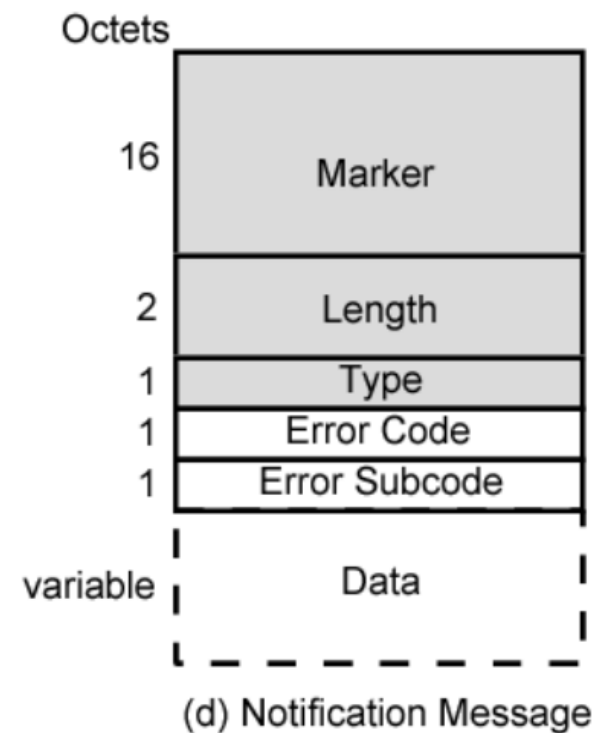 Octets
16 Marker
2 Length
1 Type
1 Error Code
1 Error Subcode
variable Data
(d) Notification Message